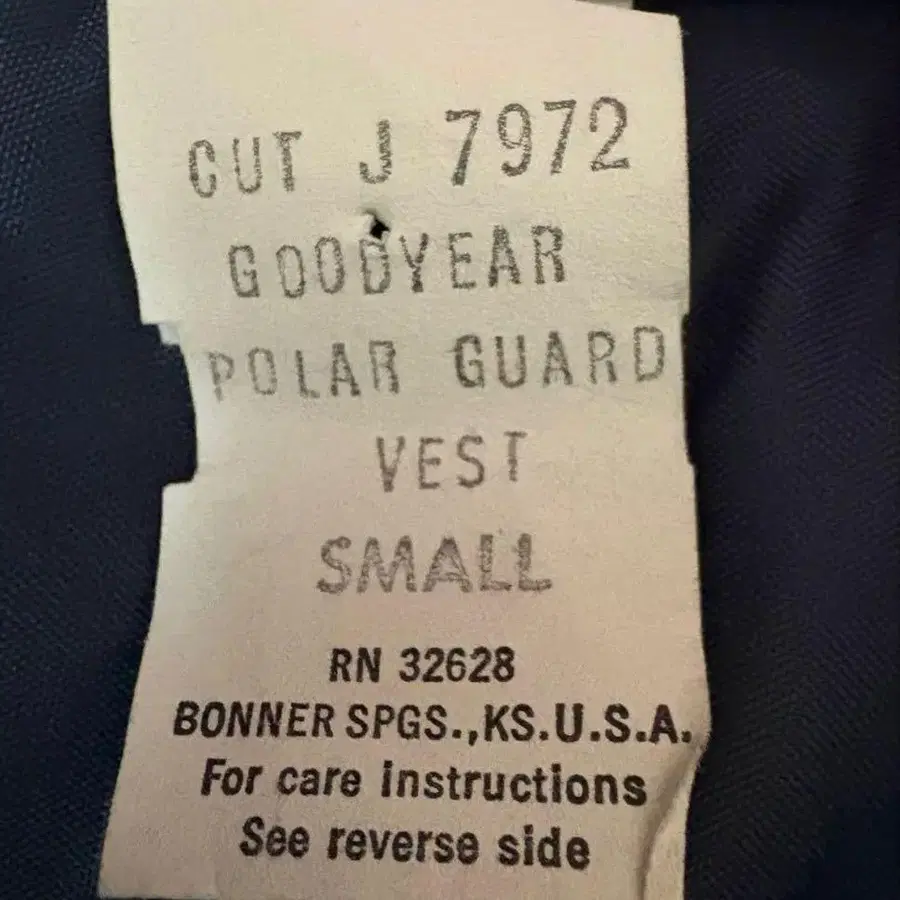 CUT J 7972
GOODYEAR
POLAR GUARD
VEST
SMALL
RN 32628
BONNER SPGS.,KS.U.S.A.
For care instructions
See reverse side